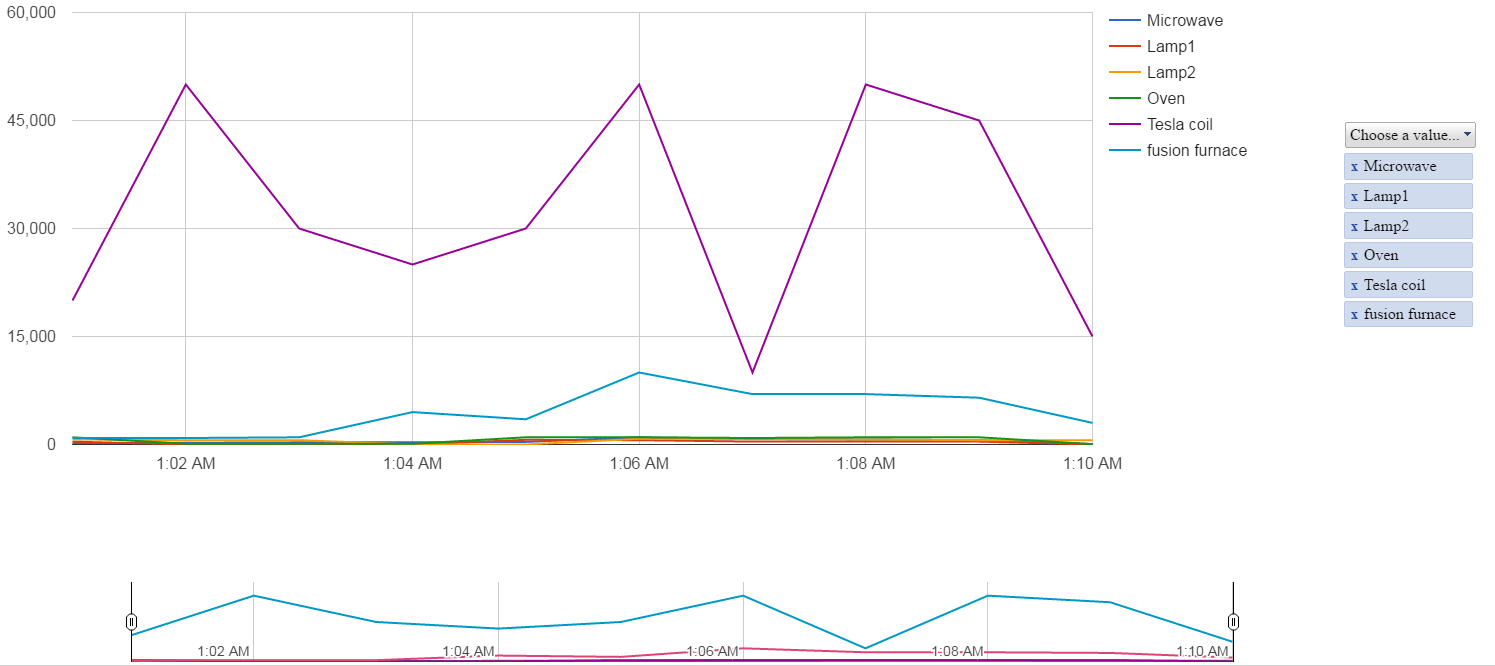 60,000
45,000
30,000
15,000
0
1:02 AM 1:04 AM 1:06 AM 1:08 AM 1:10 AM
Microwave
Lamp1
Lamp2
Oven
Tesla coil
fusion furnace
Choose a value...
x Microwave
x Lamp1
x Lamp2
x Oven
x Tesla coil
x fusion furnace
1:02 AM 1:04 AM 1:06 AM 1:08 AM 1:10 AM